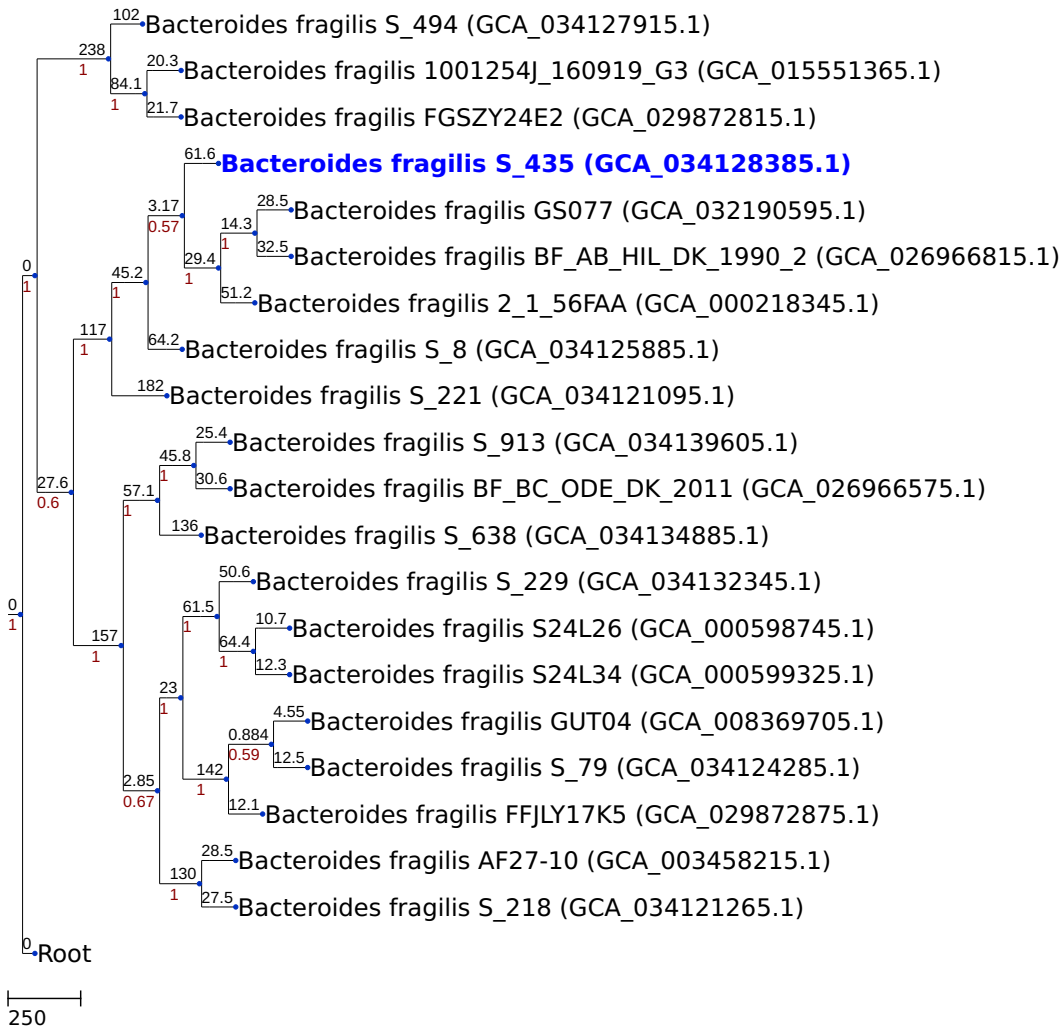 102
Bacteroides fragilis S_494 (GCA_034127915.1)
238
1
20.3
Bacteroides fragilis 1001254J_160919_G3 (GCA_015551365.1)
84.1
1
21.7
Bacteroides fragilis FGSZY24E2 (GCA_029872815.1)
61.6
Bacteroides fragilis S_435 (GCA_034128385.1)
3.17
0.57
28.5
Bacteroides fragilis GS077 (GCA_032190595.1)
14.3
1
32.5
Bacteroides fragilis BF_AB_HIL_DK_1990_2 (GCA_026966815.1)
29.4
1
51.2
Bacteroides fragilis 2_1_56FAA (GCA_000218345.1)
0
1
45.2
1
64.2
Bacteroides fragilis S_8 (GCA_034125885.1)
117
1
182
Bacteroides fragilis S_221 (GCA_034121095.1)
25.4
Bacteroides fragilis S_913 (GCA_034139605.1)
45.8
1
30.6
Bacteroides fragilis BF_BC_ODE_DK_2011 (GCA_026966575.1)
27.6
0.6
57.1
1
136
Bacteroides fragilis S_638 (GCA_034134885.1)
50.6
Bacteroides fragilis S_229 (GCA_034132345.1)
0
1
61.5
1
10.7
Bacteroides fragilis S24L26 (GCA_000598745.1)
64.4
1
12.3
Bacteroides fragilis S24L34 (GCA_000599325.1)
157
1
23
1
4.55
Bacteroides fragilis GUT04 (GCA_008369705.1)
0.884
0.59
12.5
Bacteroides fragilis S_79 (GCA_034124285.1)
142
1
12.1
Bacteroides fragilis FFJLY17K5 (GCA_029872875.1)
2.85
0.67
28.5
Bacteroides fragilis AF27-10 (GCA_003458215.1)
130
1
27.5
Bacteroides fragilis S_218 (GCA_034121265.1)
0
Root
250